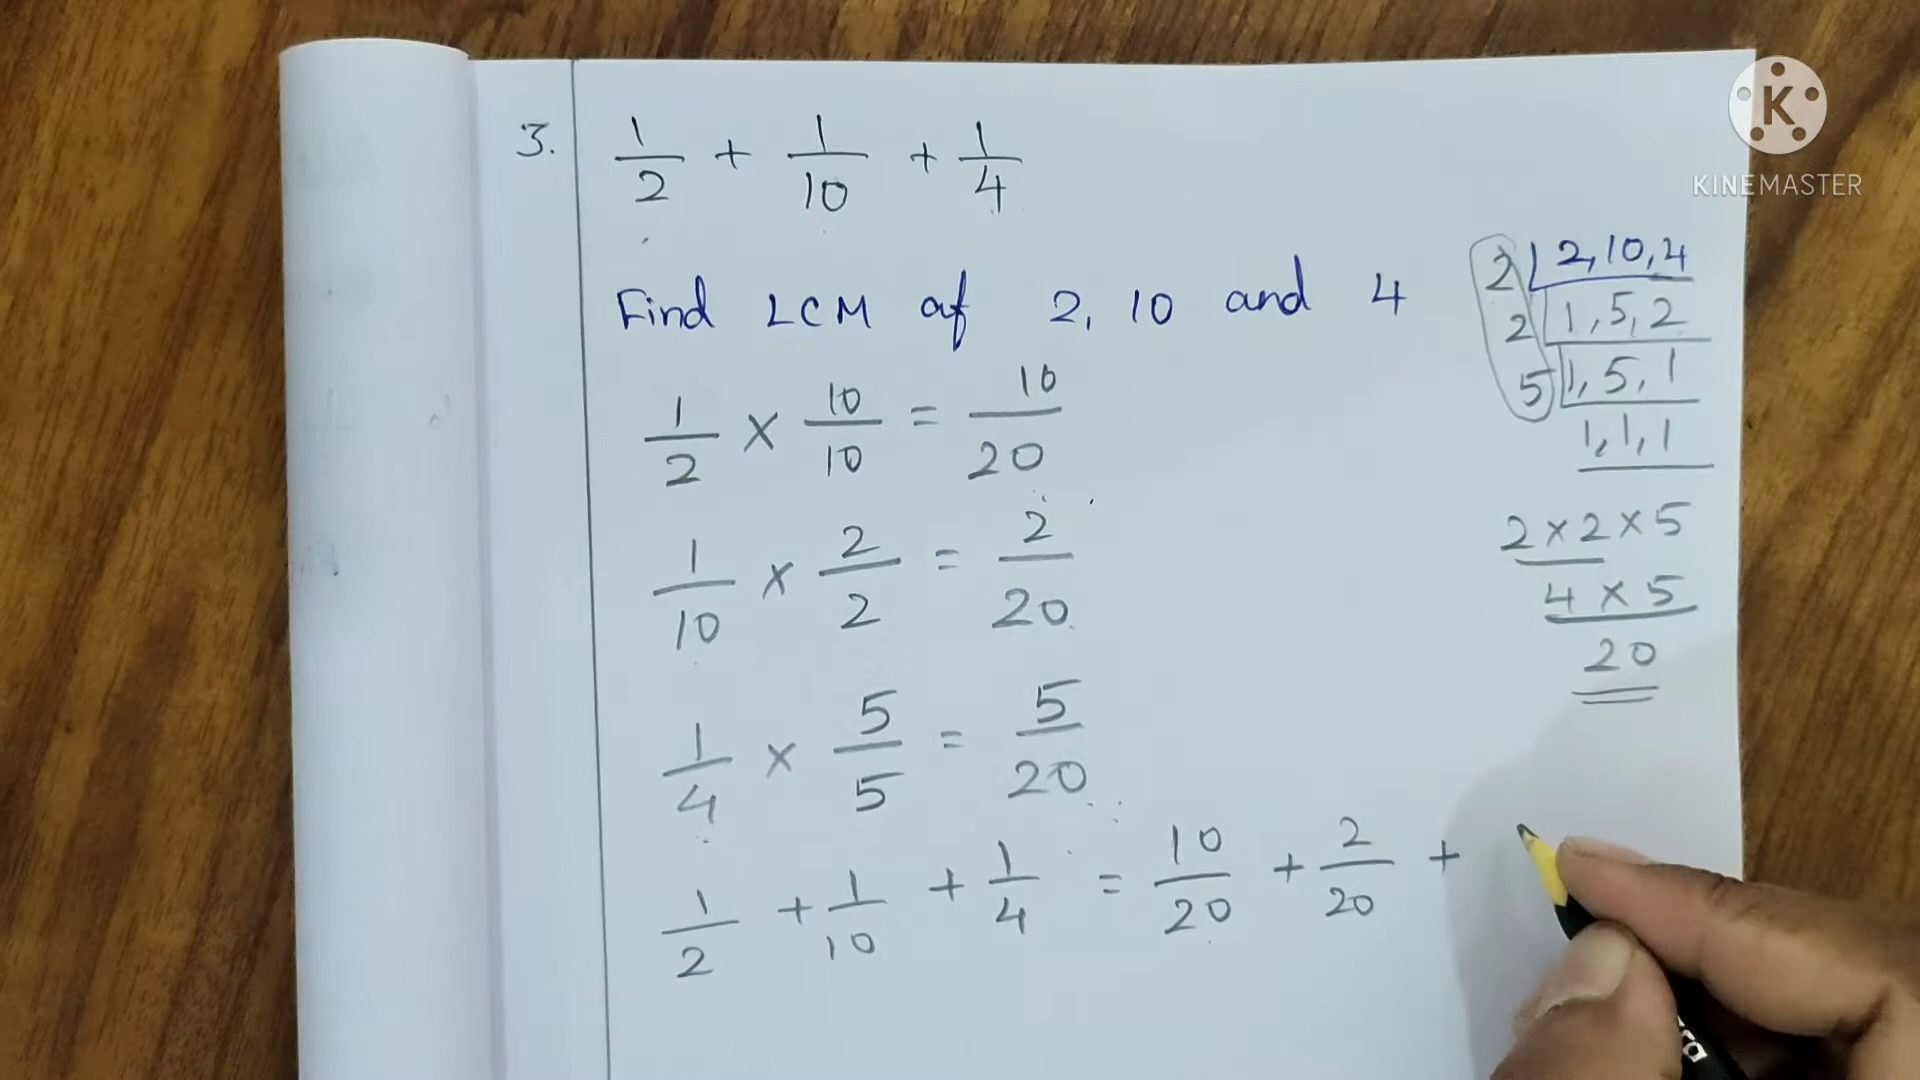 3. 1/2 + 1/10 + 1/4
Find LCM of 2, 10 and 4
1/2 × 10/10 = 10/20
1/10 × 2/2 = 2/20
1/4 × 5/5 = 5/20
1/2 + 1/10 + 1/4 = 10/20 + 2/20 +
2 | 2, 10, 4
2 | 1, 5, 2
5 | 1, 5, 1
1, 1, 1
2 × 2 × 5
4 × 5
20
K
KINEMASTER